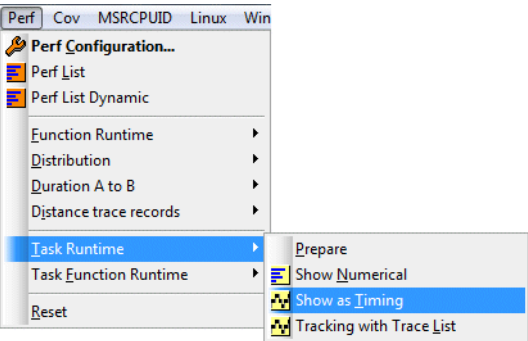 Perf Cov MSRCPUID Linux Win
Perf Configuration...
Perf List
Perf List Dynamic
Function Runtime
Distribution
Duration A to B
Distance trace records
Task Runtime
Prepare
Task Function Runtime
Show Numerical
Show as Timing
Reset
Tracking with Trace List